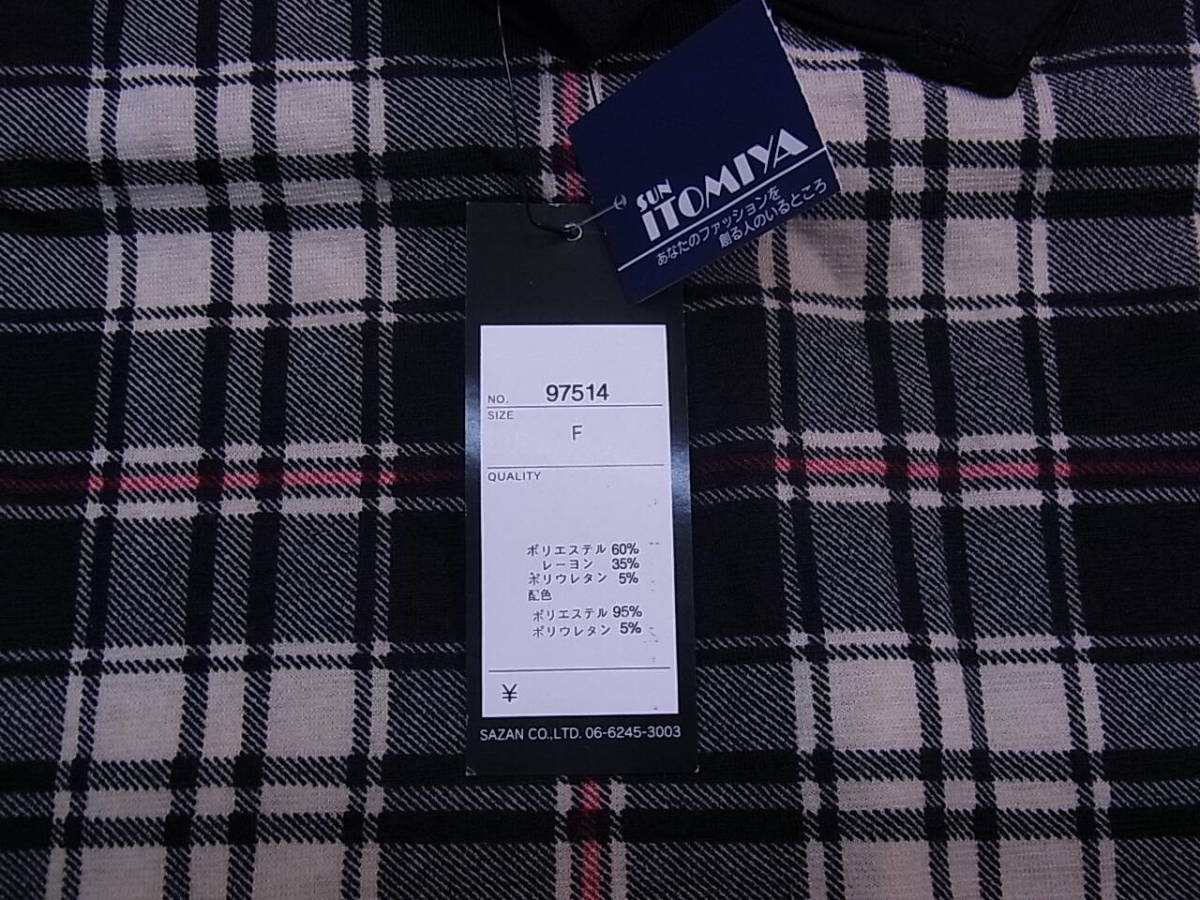 SUN
ITOMIYA
あなたのファッションを
創る人のいるところ
NO. 97514
SIZE
F
QUALITY
ポリエステル 60%
レーヨン 35%
ポリウレタン 5%
配色
ポリエステル 95%
ポリウレタン 5%
¥
SAZAN CO.,LTD. 06-6245-3003